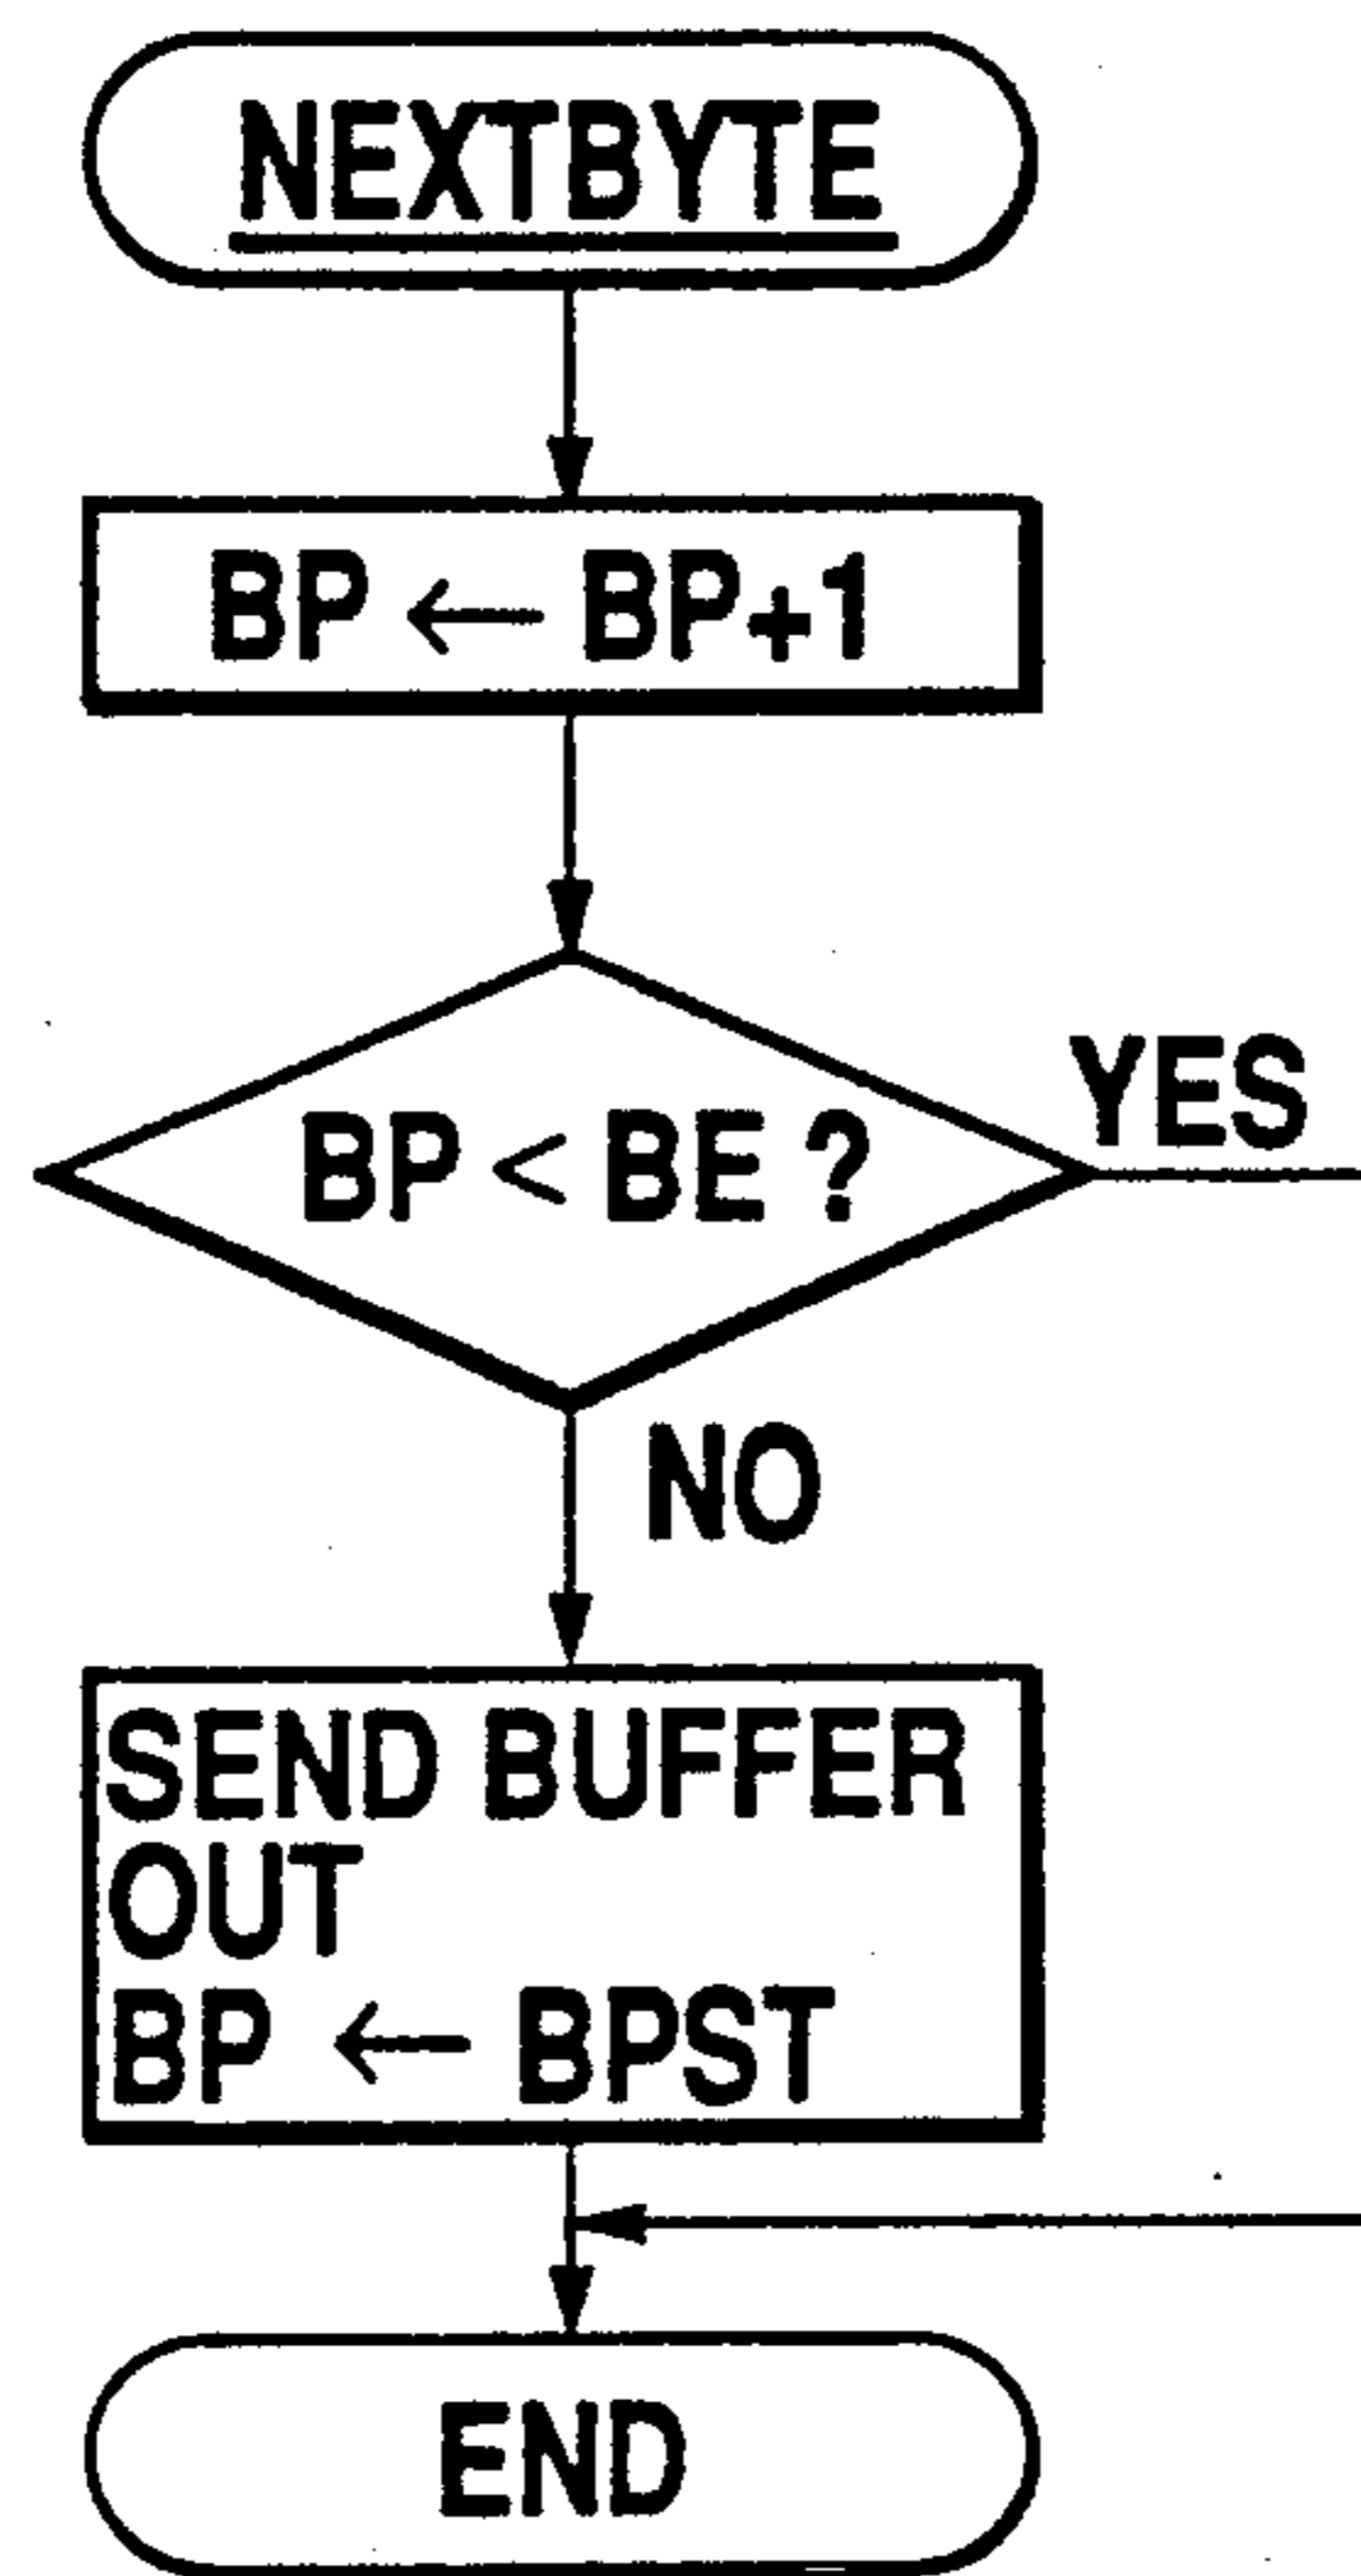 NEXTBYTE
BP ← BP+1
BP < BE ?
YES
NO
SEND BUFFER
OUT
BP ← BPST
END